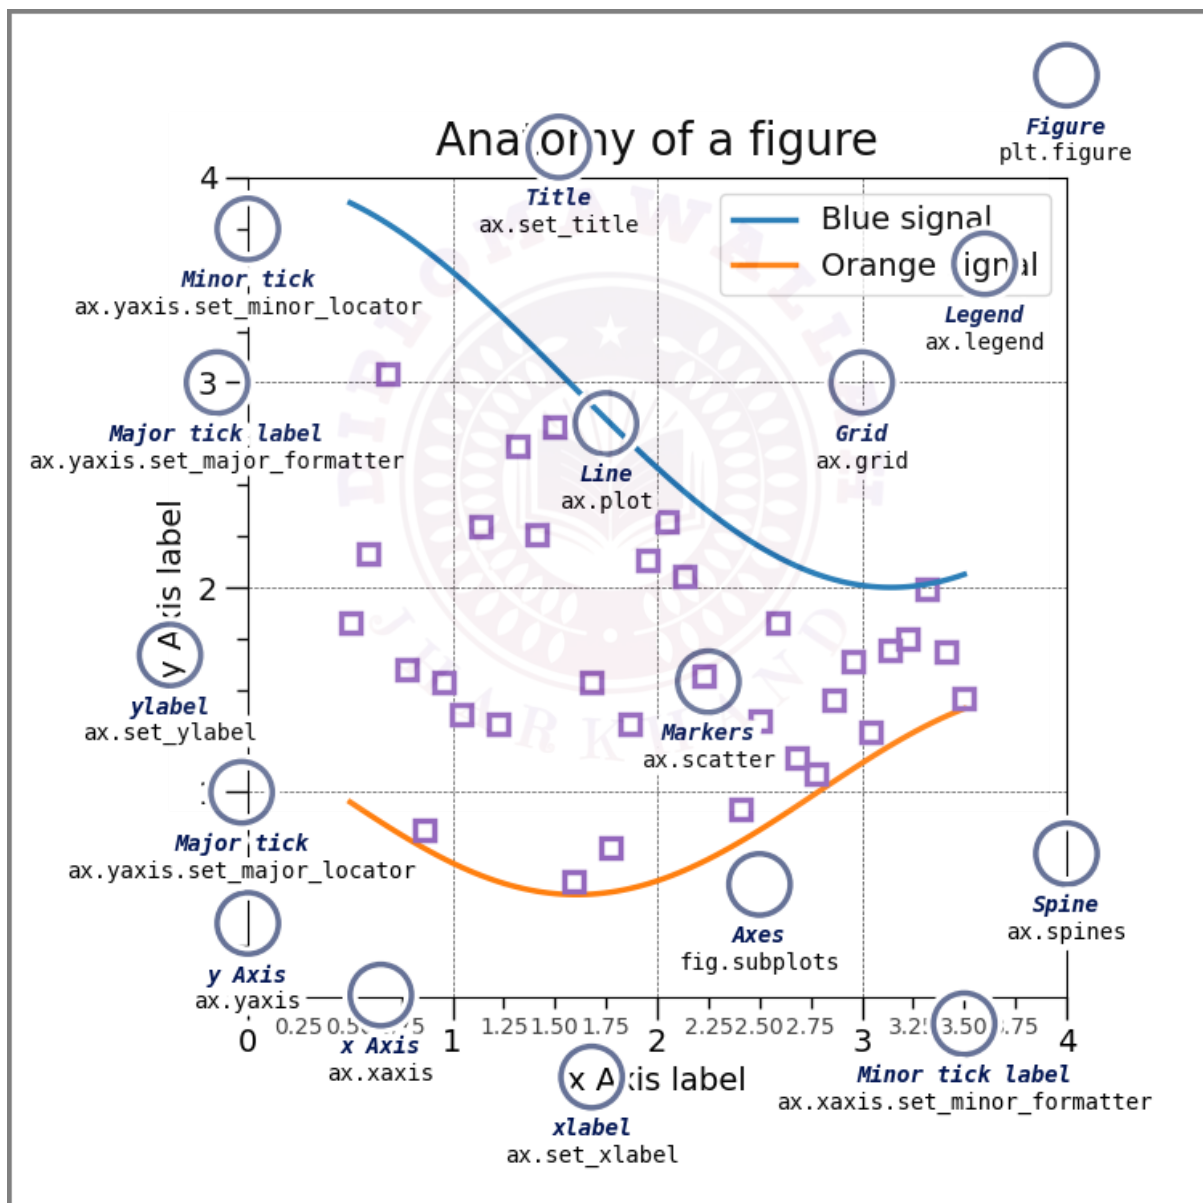 Figure
plt.figure
Anatomy of a figure
Title
ax.set_title
4
Blue signal
Orange signal
Legend
ax.legend
Minor tick
ax.yaxis.set_minor_locator
3
Major tick label
ax.yaxis.set_major_formatter
Grid
ax.grid
Line
ax.plot
DIPLOMAWALLE
JHARKHAND
y Axis label
2
ylabel
ax.set_ylabel
Markers
ax.scatter
Major tick
ax.yaxis.set_major_locator
Spine
ax.spines
Axes
fig.subplots
y Axis
ax.yaxis
0.25 0.50 1.25 1.50 1.75 2.25 2.50 2.75 3.50
0 1 2 3 4
x Axis
ax.xaxis
x Axis label
xlabel
ax.set_xlabel
Minor tick label
ax.xaxis.set_minor_formatter